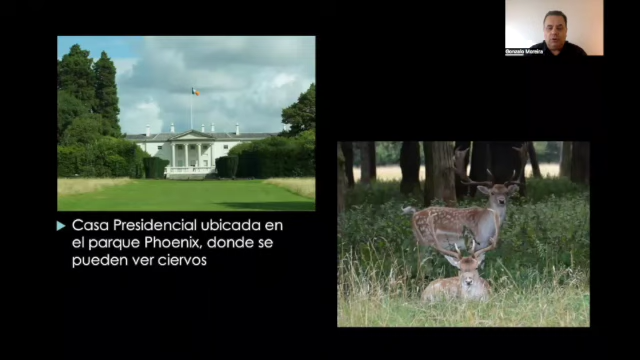 Gonzalo Moreira
Casa Presidencial ubicada en
el parque Phoenix, donde se
pueden ver ciervos